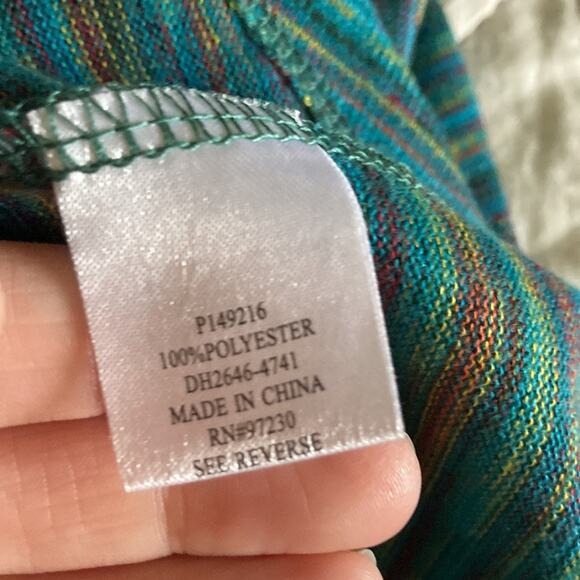 P149216
100%POLYESTER
DH2646-4741
MADE IN CHINA
RN#97230
SEE REVERSE